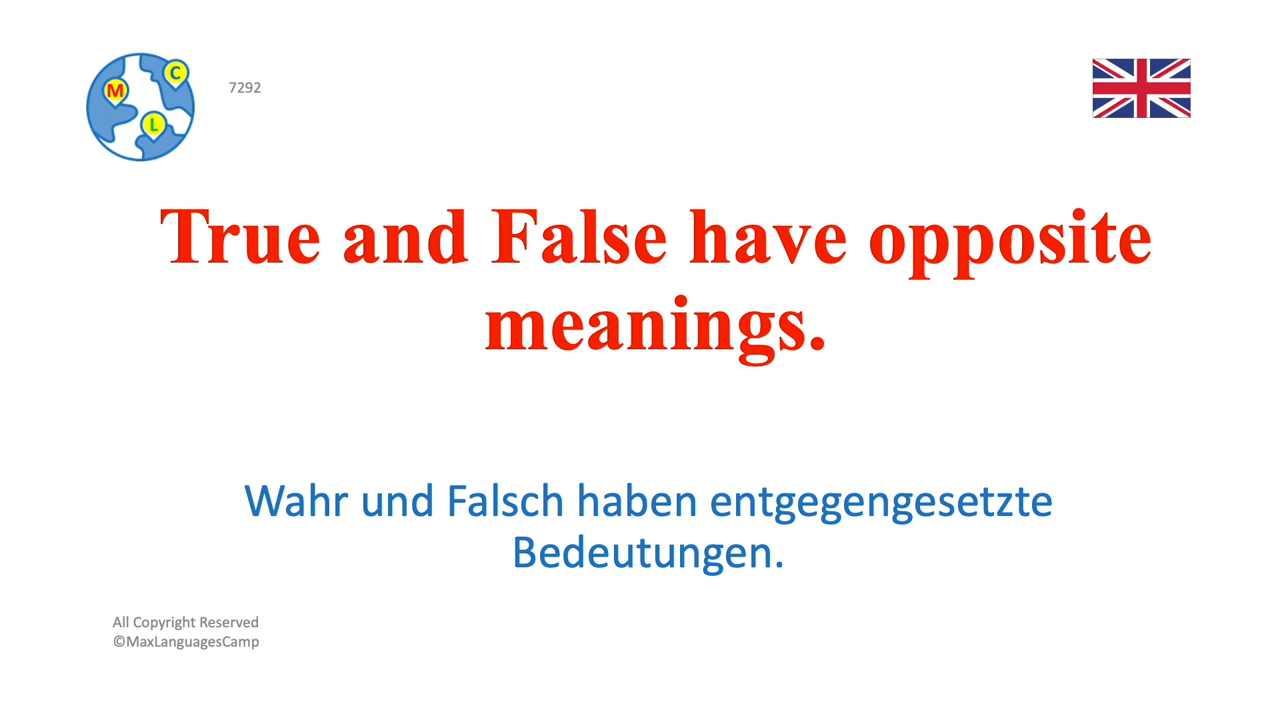 7292
M
C
L
True and False have opposite
meanings.
Wahr und Falsch haben entgegengesetzte
Bedeutungen.
All Copyright Reserved
©MaxLanguagesCamp